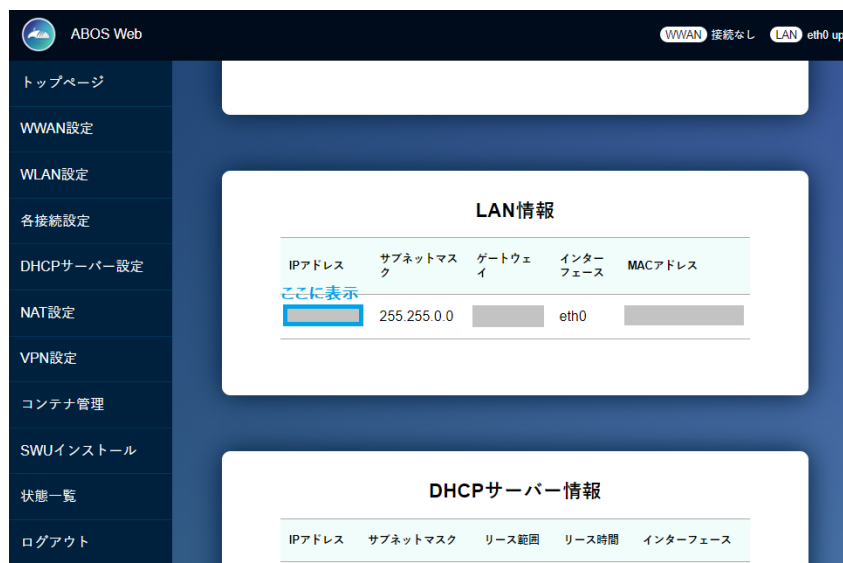 ABOS Web
WWAN 接続なし LAN eth0 up
トップページ
WWAN設定
WLAN設定
各接続設定
DHCPサーバー設定
NAT設定
VPN設定
コンテナ管理
SWUインストール
状態一覧
ログアウト
LAN情報
IPアドレス サブネットマス ゲートウェ インター MACアドレス
ク イ フェース
ここに表示
255.255.0.0 eth0
DHCPサーバー情報
IPアドレス サブネットマスク リース範囲 リース時間 インターフェース